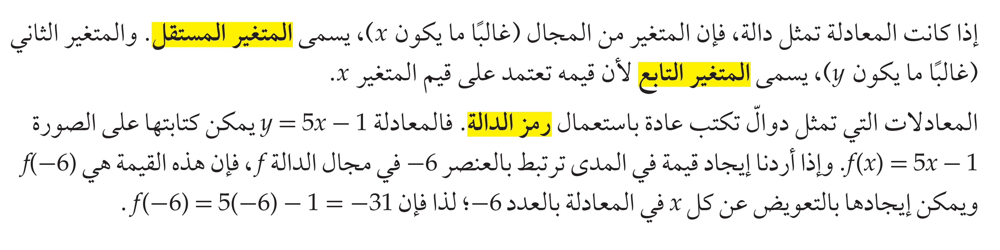 إذا كانت المعادلة تمثل دالة، فإن المتغير من المجال (غالبًا ما يكون x)، يسمى المتغير المستقل. والمتغير الثاني
(غالبًا ما يكون y)، يسمى المتغير التابع لأن قيمه تعتمد على قيم المتغير x.
المعادلات التي تمثل دوالّ تكتب عادة باستعمال رمز الدالة. فالمعادلة y = 5x − 1 يمكن كتابتها على الصورة
f(x) = 5x − 1. وإذا أردنا إيجاد قيمة في المدى ترتبط بالعنصر −6 في مجال الدالة f، فإن هذه القيمة هي f(−6)
ويمكن إيجادها بالتعويض عن كل x في المعادلة بالعدد −6؛ لذا فإن f(−6) = 5(−6) − 1 = −31.